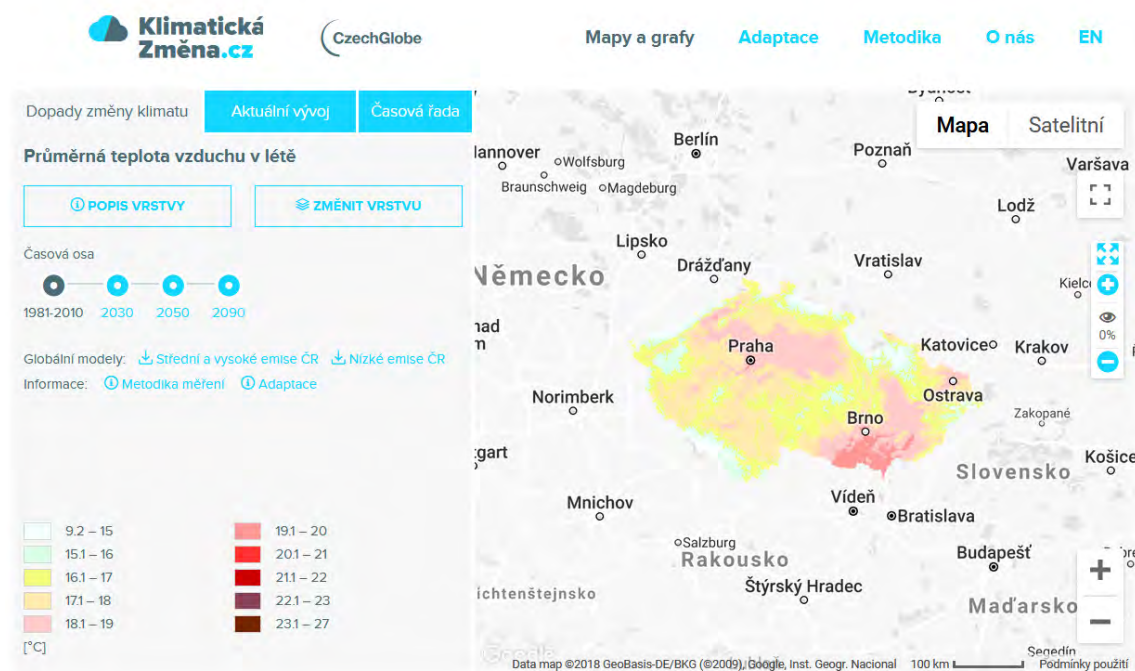 Klimatická
Změna.cz
CzechGlobe
Mapy a grafy
Adaptace
Metodika
O nás
EN
Dopady změny klimatu
Aktuální vývoj
Časová řada
Průměrná teplota vzduchu v létě
POPIS VRSTVY
ZMĚNIT VRSTVU
Časová osa
1981-2010 2030 2050 2090
Globální modely: Střední a vysoké emise ČR Nízké emise ČR
Informace: Metodika měření Adaptace
9.2 – 15
15.1 – 16
16.1 – 17
17.1 – 18
18.1 – 19
19.1 – 20
20.1 – 21
21.1 – 22
22.1 – 23
23.1 – 27
[°C]
Mapa Satelitní
Berlín
Poznaň
Varšava
Wolfsburg
Braunschweig
Magdeburg
Lodž
Lipsko
Drážďany
Vratislav
Německo
0%
Praha
Katovice
Krakov
Norimberk
Ostrava
Brno
Zakopané
Slovensko
Košice
Mnichov
Vídeň
Bratislava
Salzburg
Rakousko
Budapešť
Štýrský Hradec
Maďarsko
Segedín
Google
Data map ©2018 GeoBasis-DE/BKG (©2009), Google, Inst. Geogr. Nacional
100 km
Podmínky použití